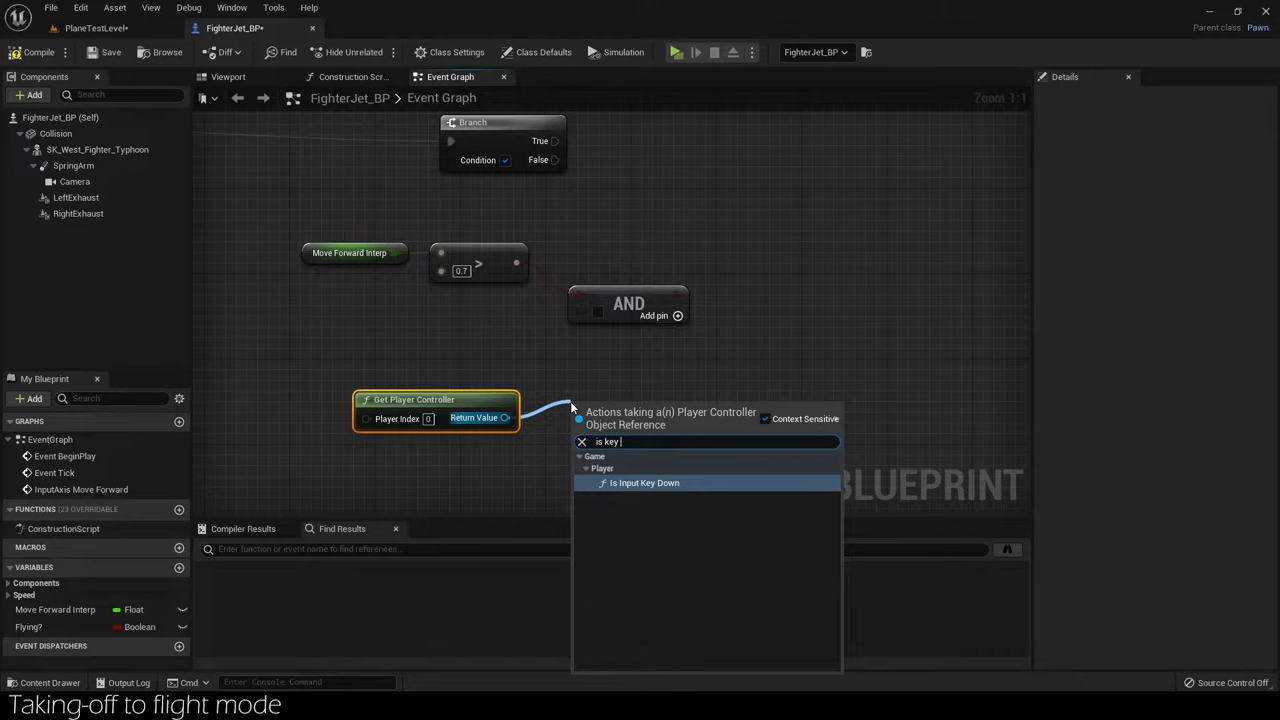 File Edit Asset View Debug Window Tools Help
PlaneTestLevel*
FighterJet_BP*
Parent class: Pawn
Compile Save Browse Diff Find Hide Unrelated Class Settings Class Defaults Simulation FighterJet_BP
Components
Viewport Construction Scr... Event Graph
Details
Add Search
FighterJet_BP > Event Graph
Zoom 1:1
FighterJet_BP (Self)
Collision
SK_West_Fighter_Typhoon
SpringArm
Camera
LeftExhaust
RightExhaust
Branch
True
Condition False
Move Forward Interp
>
0.7
AND
Add pin
Get Player Controller
Player Index 0 Return Value
Actions taking a(n) Player Controller
Object Reference
Context Sensitive
is key
Game
Player
Is Input Key Down
BLUEPRINT
My Blueprint
Add Search
GRAPHS
EventGraph
Event BeginPlay
Event Tick
InputAxis Move Forward
FUNCTIONS (23 OVERRIDABLE)
ConstructionScript
MACROS
VARIABLES
Components
Speed
Move Forward Interp Float
Flying? Boolean
EVENT DISPATCHERS
Compiler Results Find Results
Enter function or event name to find references...
Content Drawer Output Log Cmd Enter Console Command
Source Control Off
Taking-off to flight mode